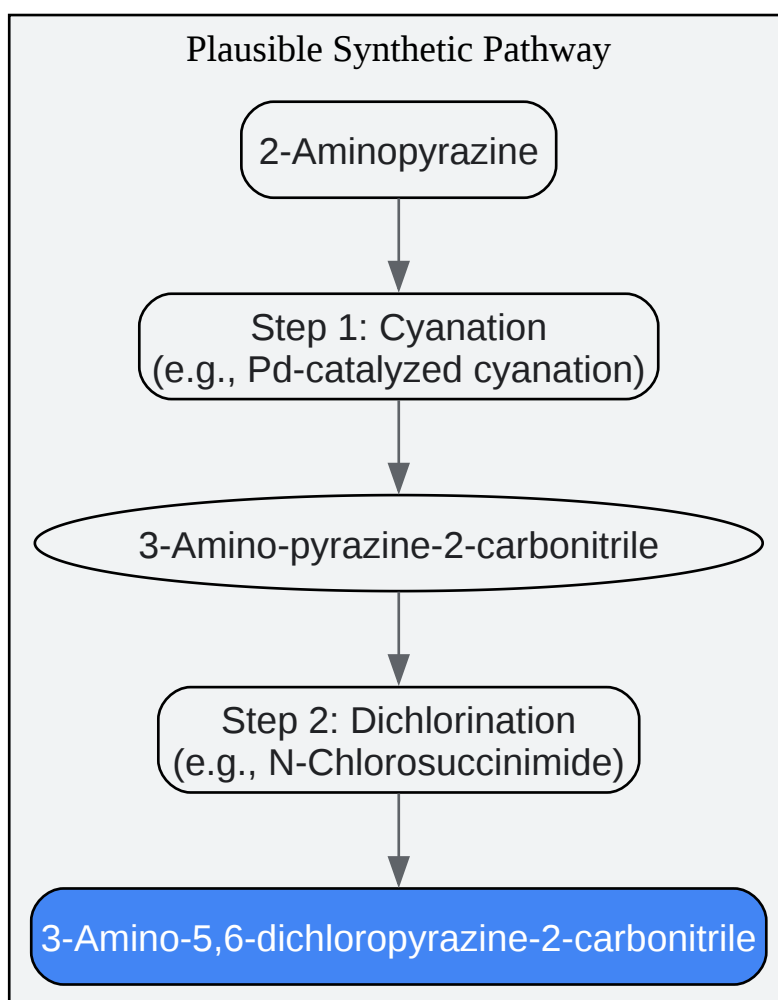 Plausible Synthetic Pathway
2-Aminopyrazine
Step 1: Cyanation
(e.g., Pd-catalyzed cyanation)
3-Amino-pyrazine-2-carbonitrile
Step 2: Dichlorination
(e.g., N-Chlorosuccinimide)
3-Amino-5,6-dichloropyrazine-2-carbonitrile